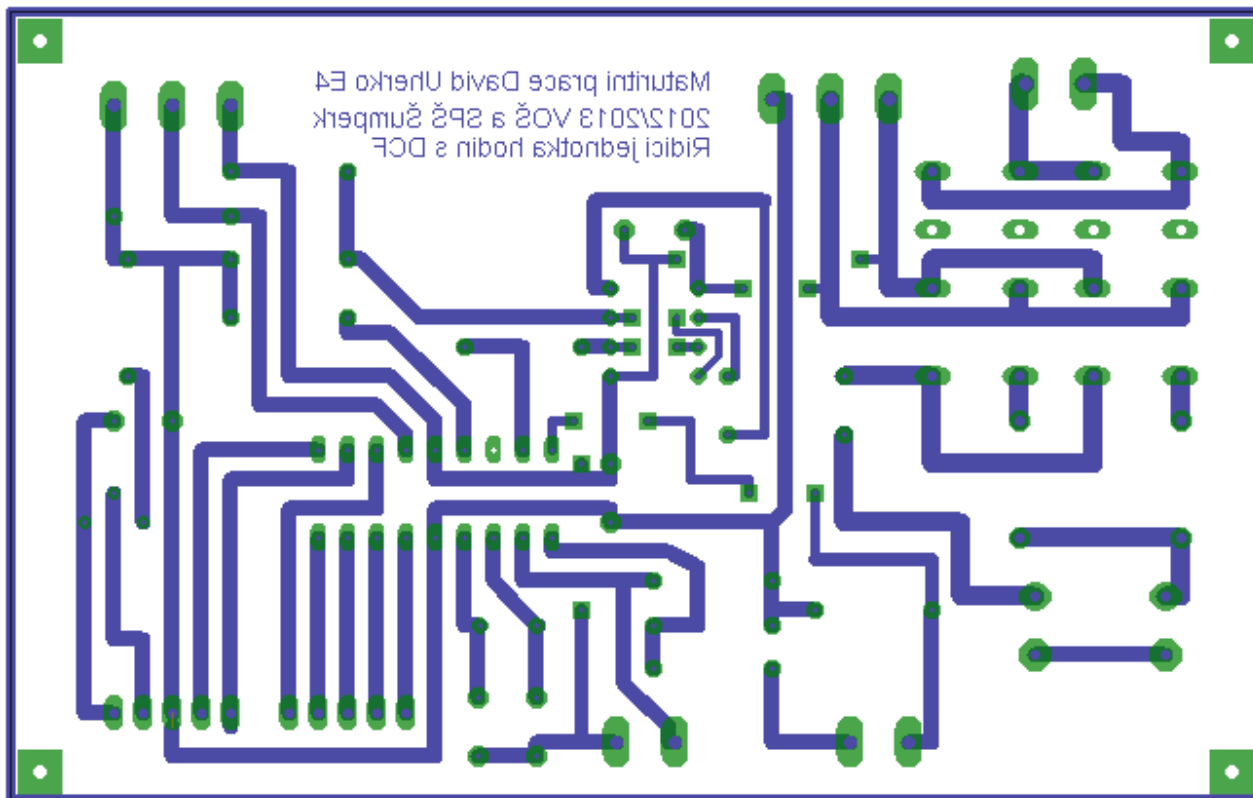 Maturitni prace David Uherko E4
2012/2013 VOŠ a SPŠ Šumperk
Ridici jednotka hodin s DCF